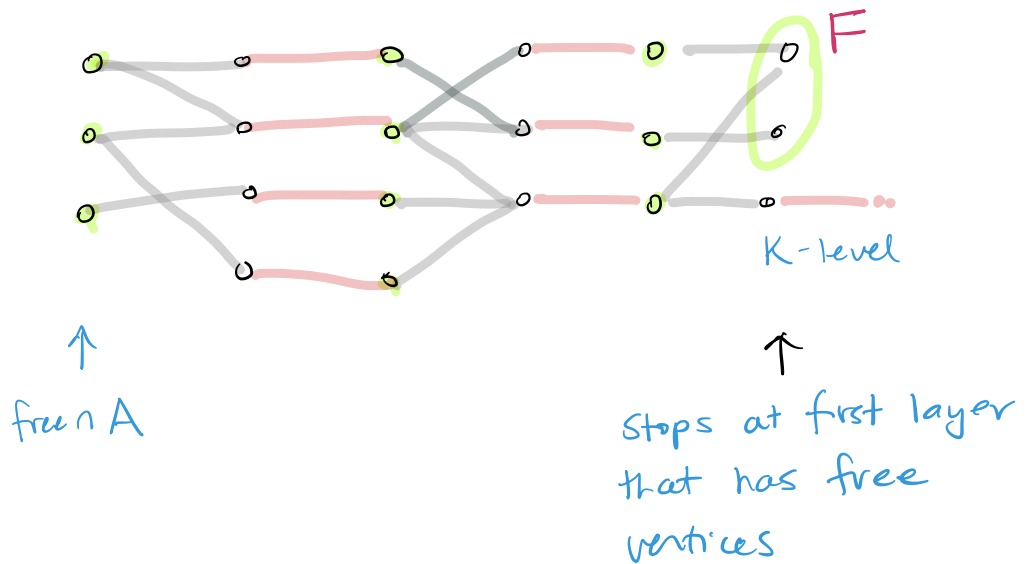 F
K-level
free ∩ A
stops at first layer
that has free
vertices